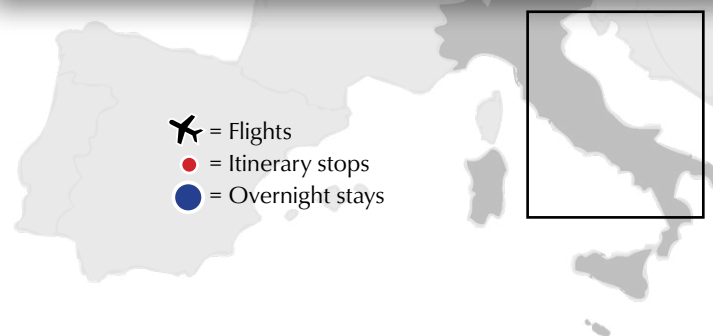 = Flights
= Itinerary stops
= Overnight stays